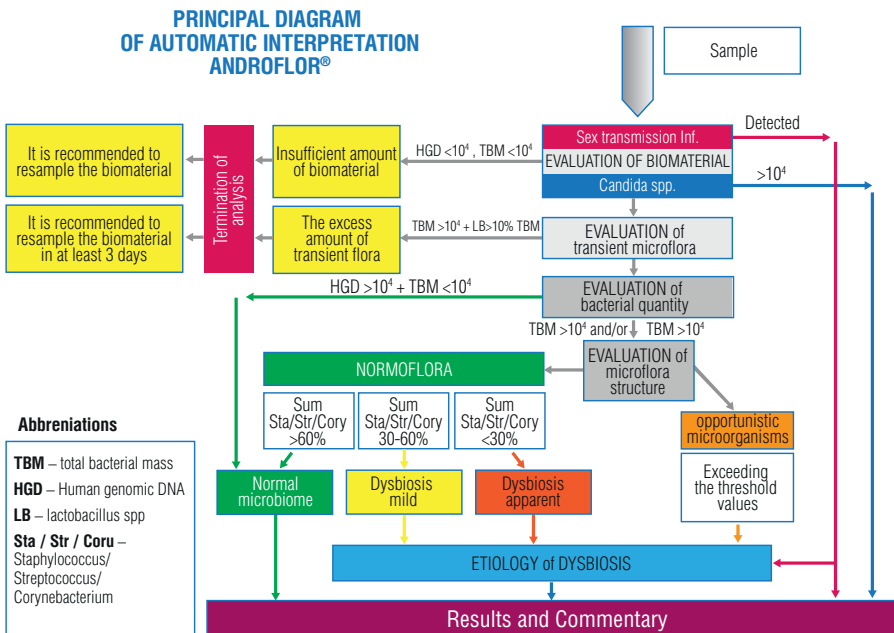 PRINCIPAL DIAGRAM
OF AUTOMATIC INTERPRETATION
ANDROFLOR®
Sample
Sex transmission Inf.
EVALUATION OF BIOMATERIAL
Candida spp.
Detected
>10⁴
HGD <10⁴ , TBM <10⁴
Insufficient amount
of biomaterial
Termination of
analysis
It is recommended to
resample the biomaterial
EVALUATION of
transient microflora
TBM >10⁴ + LB>10% TBM
The excess
amount of
transient flora
It is recommended to
resample the biomaterial
in at least 3 days
EVALUATION of
bacterial quantity
HGD >10⁴ + TBM <10⁴
TBM >10⁴ and/or
TBM >10⁴
EVALUATION of
microflora
structure
NORMOFLORA
Sum
Sta/Str/Cory
>60%
Sum
Sta/Str/Cory
30-60%
Sum
Sta/Str/Cory
<30%
opportunistic
microorganisms
Exceeding
the threshold
values
Normal
microbiome
Dysbiosis
mild
Dysbiosis
apparent
ETIOLOGY of DYSBIOSIS
Results and Commentary
Abbreniations
TBM – total bacterial mass
HGD – Human genomic DNA
LB – lactobacillus spp
Sta / Str / Coru –
Staphylococcus/
Streptococcus/
Corynebacterium